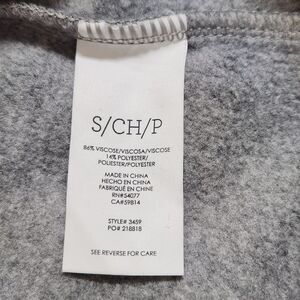 S/CH/P
86% VISCOSE/VISCOSA/VISCOSE
14% POLYESTER/
POLIESTER/POLYESTER
MADE IN CHINA
HECHO EN CHINA
FABRIQUÉ EN CHINE
RN#54077
CA#59814
STYLE# 3459
PO# 218818
SEE REVERSE FOR CARE